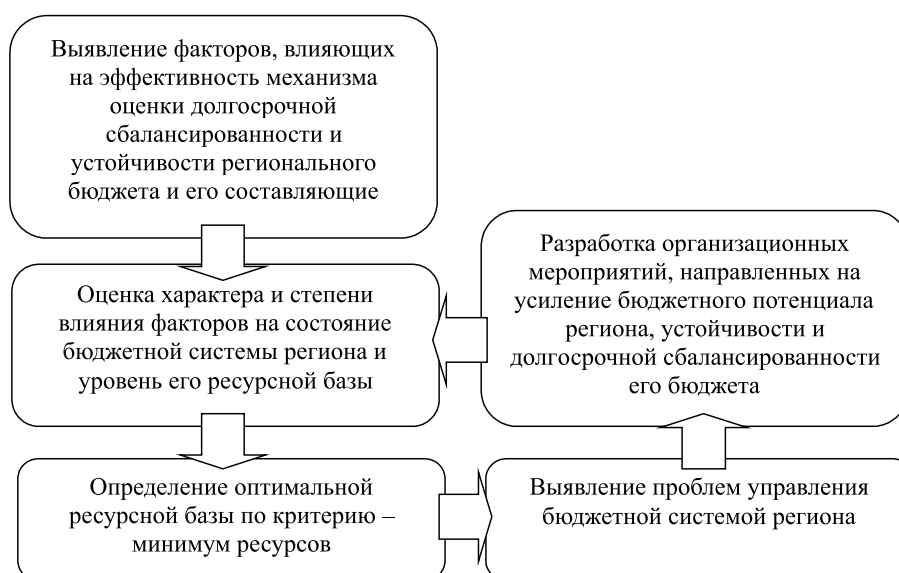 Выявление факторов, влияющих
на эффективность механизма
оценки долгосрочной
сбалансированности и
устойчивости регионального
бюджета и его составляющие
Оценка характера и степени
влияния факторов на состояние
бюджетной системы региона и
уровень его ресурсной базы
Определение оптимальной
ресурсной базы по критерию –
минимум ресурсов
Выявление проблем управления
бюджетной системой региона
Разработка организационных
мероприятий, направленных на
усиление бюджетного потенциала
региона, устойчивости и
долгосрочной сбалансированности
его бюджета